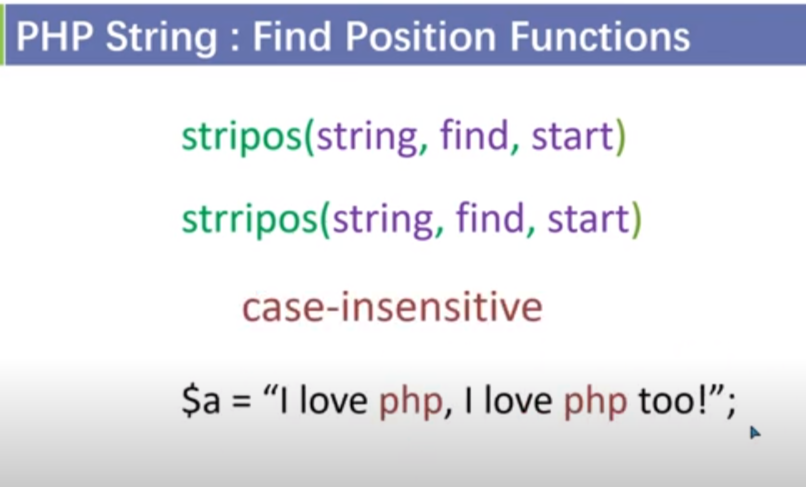 PHP String : Find Position Functions
stripos(string, find, start)
strripos(string, find, start)
case-insensitive
$a = “I love php, I love php too!”;